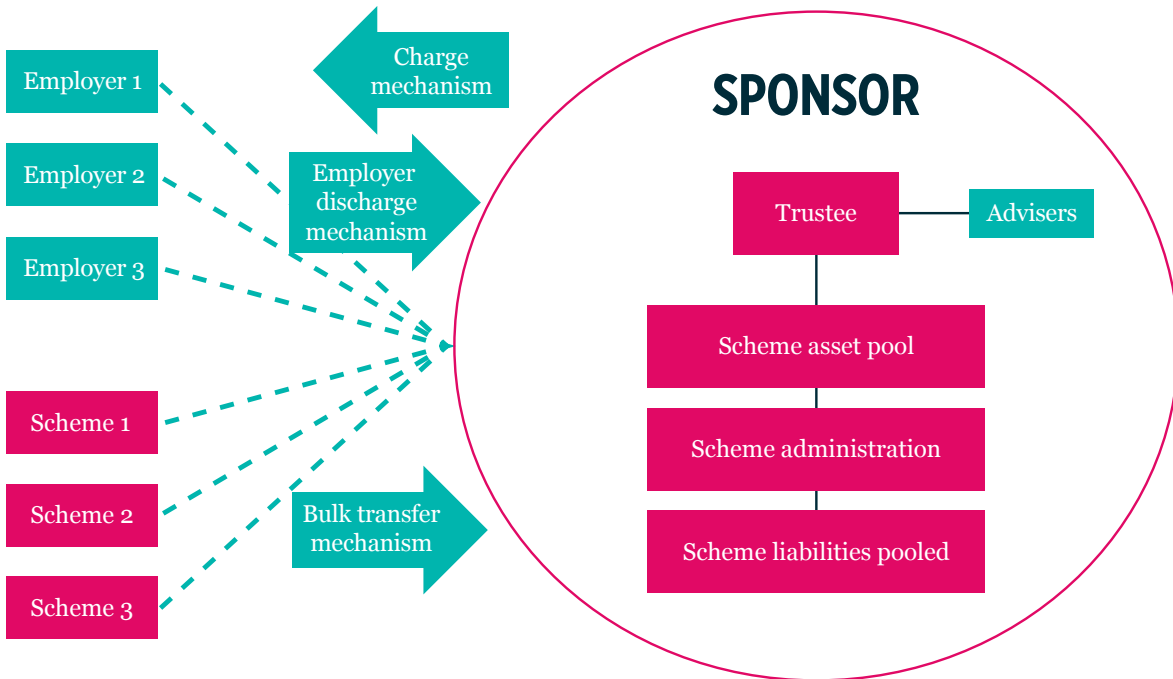 Employer 1
Employer 2
Employer 3
Scheme 1
Scheme 2
Scheme 3
Charge
mechanism
Employer
discharge
mechanism
Bulk transfer
mechanism
SPONSOR
Trustee
Advisers
Scheme asset pool
Scheme administration
Scheme liabilities pooled